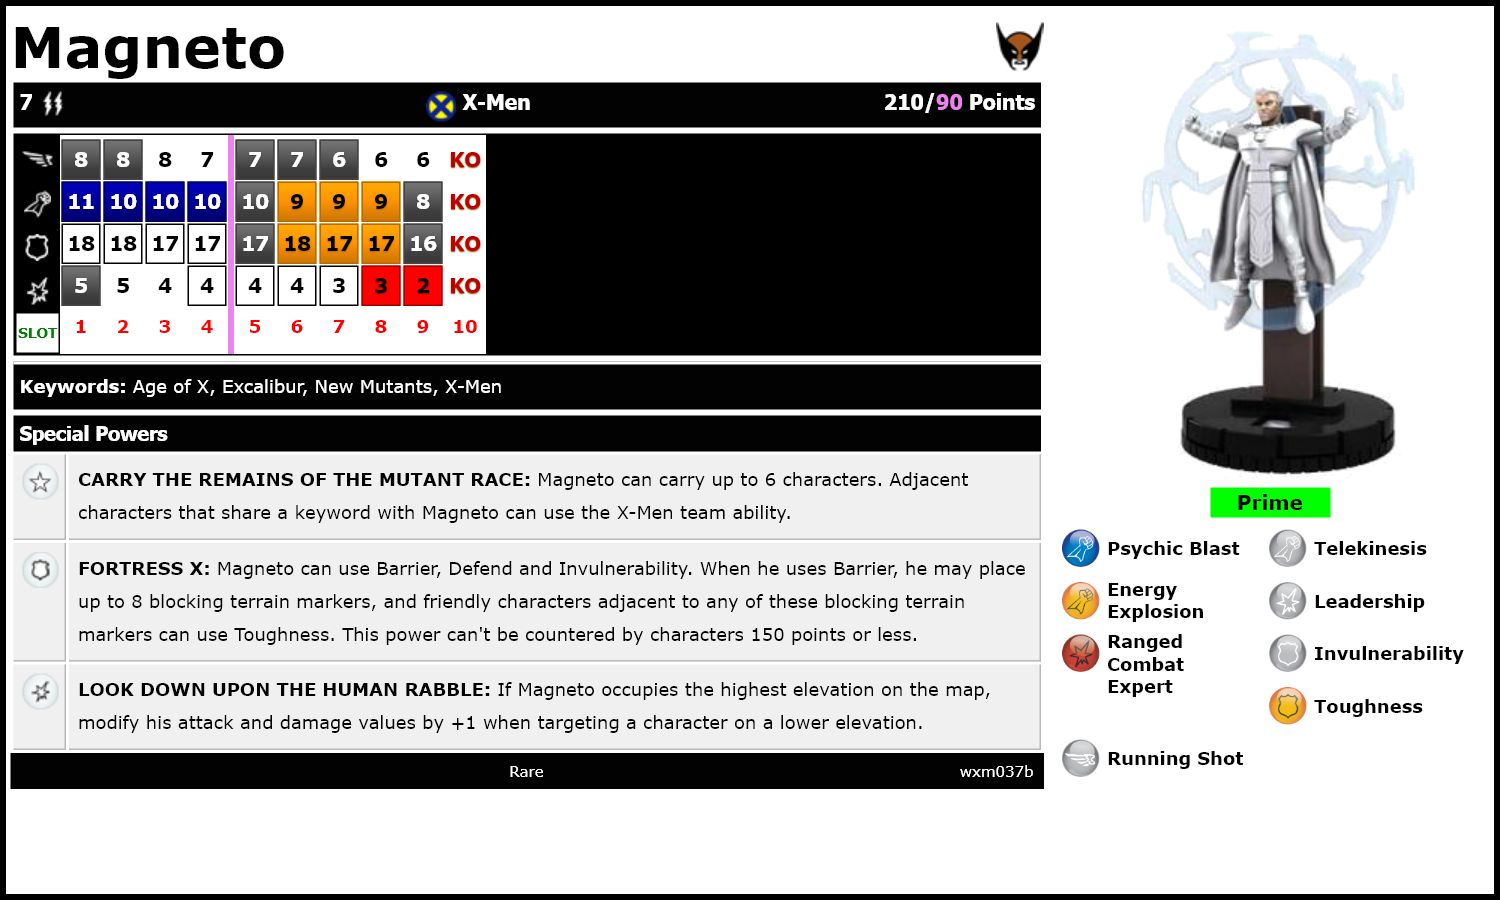 Magneto
7 X-Men 210/90 Points
8 8 8 7 7 7 6 6 6 KO
11 10 10 10 10 9 9 9 8 KO
18 18 17 17 17 18 17 17 16 KO
5 5 4 4 4 4 3 3 2 KO
SLOT 1 2 3 4 5 6 7 8 9 10
Keywords: Age of X, Excalibur, New Mutants, X-Men
Special Powers
CARRY THE REMAINS OF THE MUTANT RACE: Magneto can carry up to 6 characters. Adjacent
characters that share a keyword with Magneto can use the X-Men team ability.
FORTRESS X: Magneto can use Barrier, Defend and Invulnerability. When he uses Barrier, he may place
up to 8 blocking terrain markers, and friendly characters adjacent to any of these blocking terrain
markers can use Toughness. This power can't be countered by characters 150 points or less.
LOOK DOWN UPON THE HUMAN RABBLE: If Magneto occupies the highest elevation on the map,
modify his attack and damage values by +1 when targeting a character on a lower elevation.
Rare wxm037b
Prime
Psychic Blast
Telekinesis
Energy
Explosion
Leadership
Ranged
Combat
Expert
Invulnerability
Toughness
Running Shot